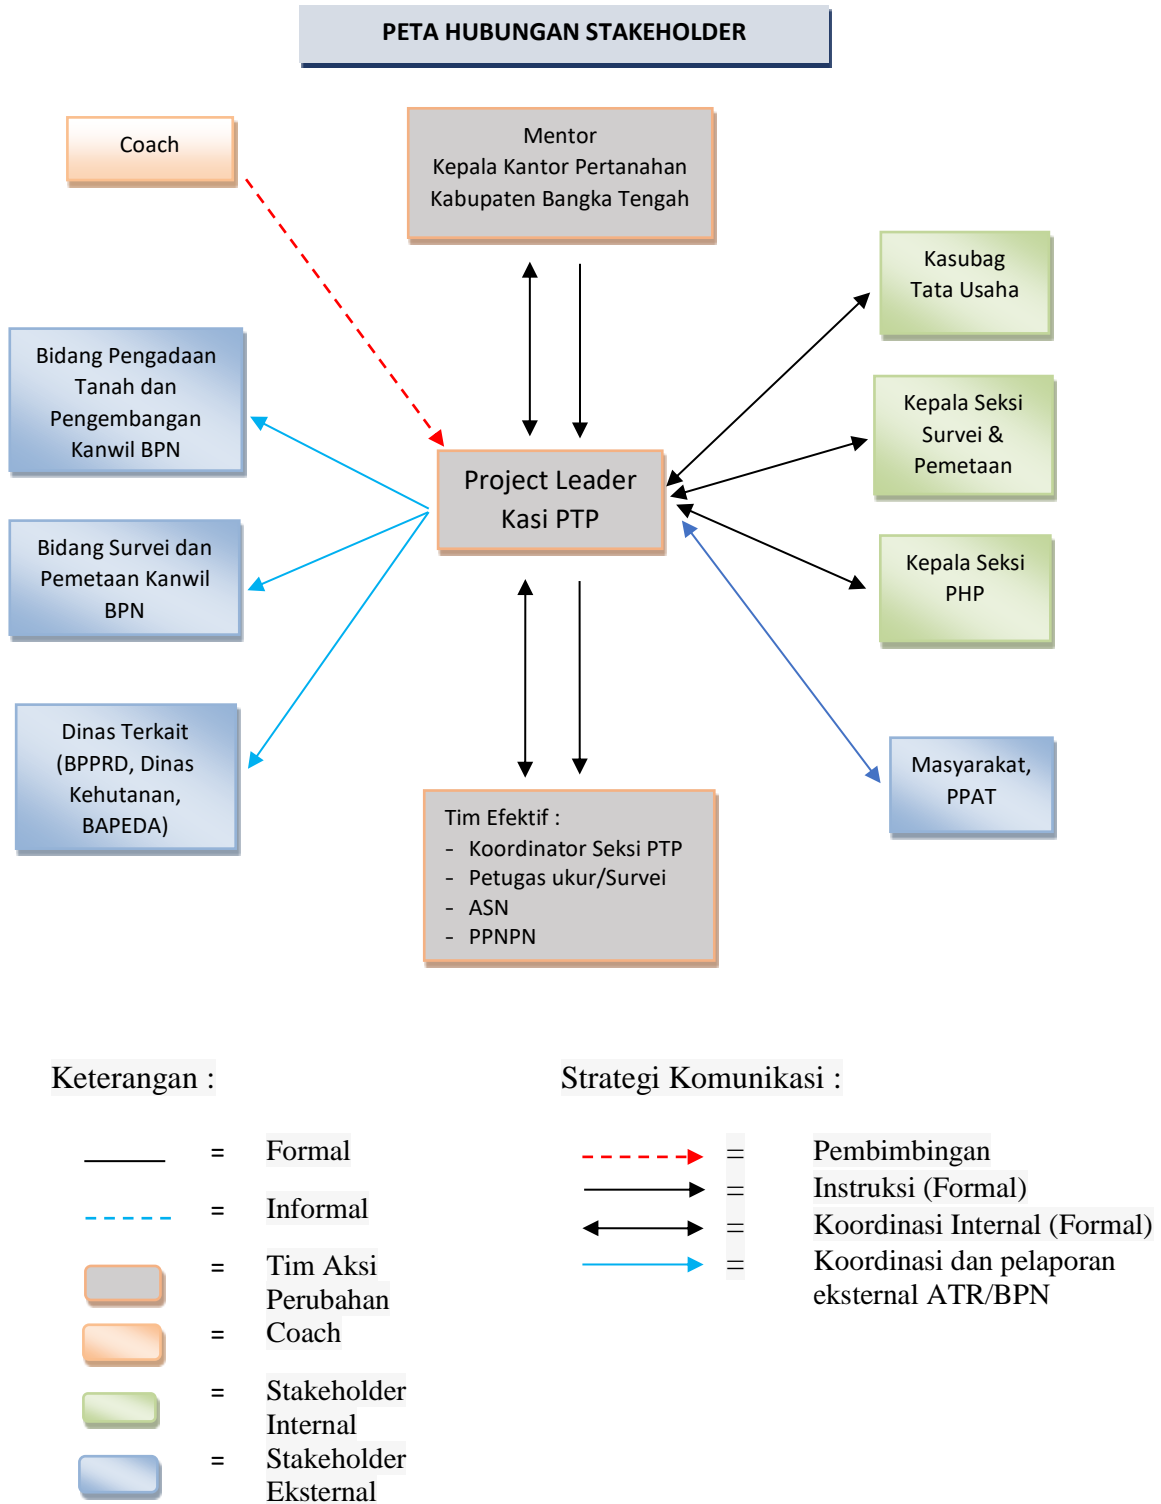 PETA HUBUNGAN STAKEHOLDER
Coach
Mentor
Kepala Kantor Pertanahan
Kabupaten Bangka Tengah
Kasubag
Tata Usaha
Bidang Pengadaan
Tanah dan
Pengembangan
Kanwil BPN
Kepala Seksi
Survei &
Pemetaan
Project Leader
Kasi PTP
Bidang Survei dan
Pemetaan Kanwil
BPN
Kepala Seksi
PHP
Dinas Terkait
(BPPRD, Dinas
Kehutanan,
BAPEDA)
Masyarakat,
PPAT
Tim Efektif :
- Koordinator Seksi PTP
- Petugas ukur/Survei
- ASN
- PPNPN
Keterangan :
= Formal
= Informal
= Tim Aksi
Perubahan
= Coach
= Stakeholder
Internal
= Stakeholder
Eksternal
Strategi Komunikasi :
= Pembimbingan
= Instruksi (Formal)
= Koordinasi Internal (Formal)
= Koordinasi dan pelaporan
eksternal ATR/BPN